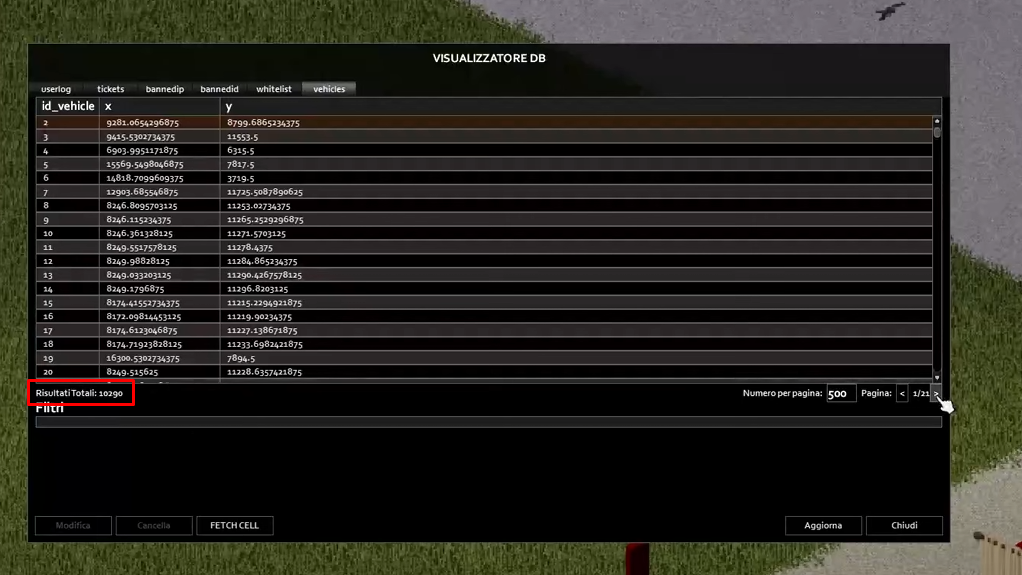 VISUALIZZATORE DB
userlog tickets bannedip bannedid whitelist vehicles
id_vehicle x y
2 9281.0654296875 8799.6865234375
3 9415.5302734375 11553.5
4 6903.9951171875 6315.5
5 15569.5498046875 7817.5
6 14818.7099609375 3719.5
7 12903.685546875 11725.5087890625
8 8246.8095703125 11253.02734375
9 8246.115234375 11265.2529296875
10 8246.361328125 11271.5703125
11 8249.5517578125 11278.4375
12 8249.98828125 11284.865234375
13 8249.033203125 11290.4267578125
14 8249.1796875 11296.8203125
15 8174.41552734375 11215.2294921875
16 8172.09814453125 11219.90234375
17 8174.6123046875 11227.138671875
18 8174.71923828125 11233.6982421875
19 16300.5302734375 7894.5
20 8249.515625 11228.6357421875
Risultati Totali: 10290 Numero per pagina: 500 Pagina: < 1/21 >
Filtri
Modifica Cancella FETCH CELL Aggiorna Chiudi